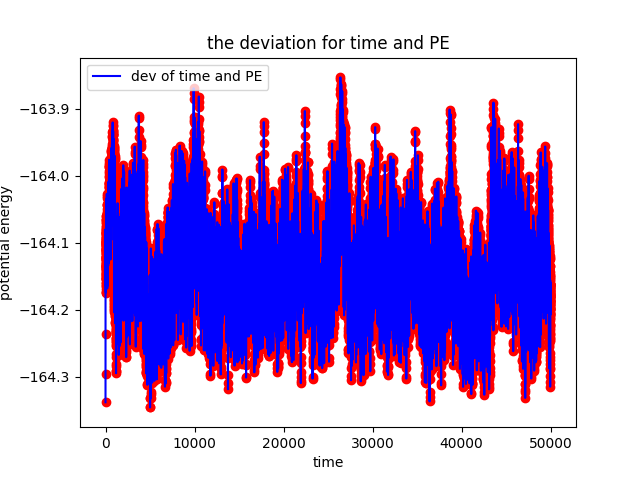 the deviation for time and PE
dev of time and PE
potential energy
−163.9
−164.0
−164.1
−164.2
−164.3
0 10000 20000 30000 40000 50000
time